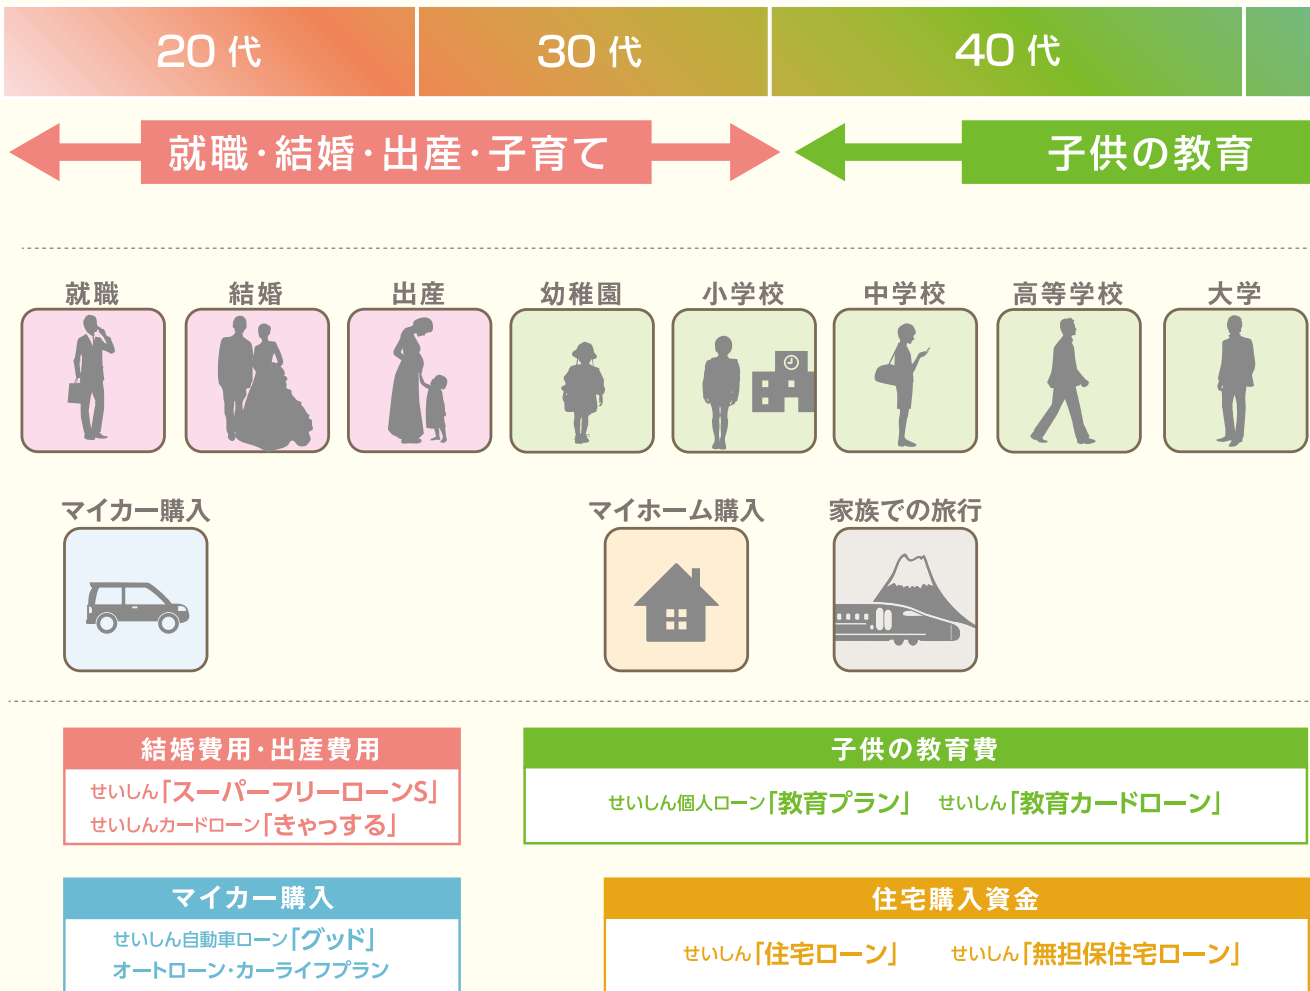 20 代
30 代
40 代
就職・結婚・出産・子育て
子供の教育
就職
結婚
出産
幼稚園
小学校
中学校
高等学校
大学
マイカー購入
マイホーム購入
家族での旅行
結婚費用・出産費用
せいしん「スーパーフリーローンS」
せいしんカードローン「きゃっする」
子供の教育費
せいしん個人ローン「教育プラン」 せいしん「教育カードローン」
マイカー購入
せいしん自動車ローン「グッド」
オートローン・カーライフプラン
住宅購入資金
せいしん「住宅ローン」 せいしん「無担保住宅ローン」